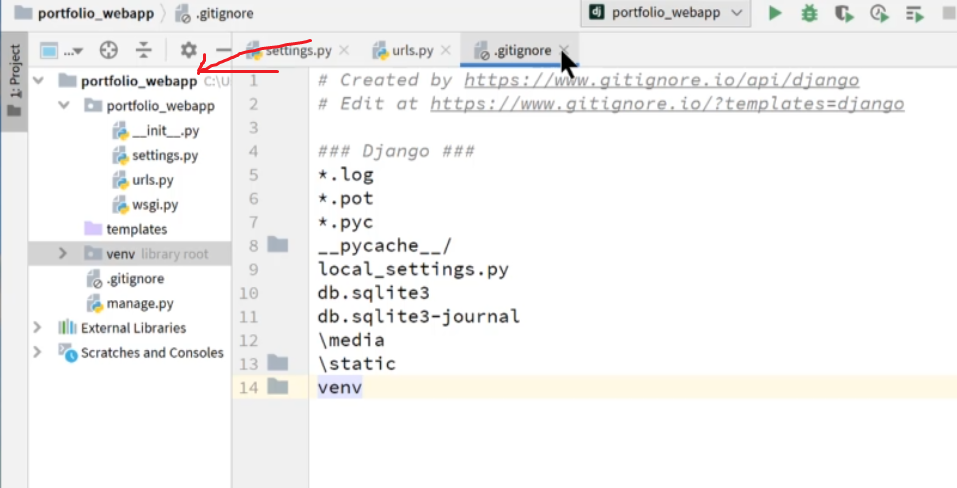 portfolio_webapp .gitignore
portfolio_webapp
1: Project
... settings.py urls.py .gitignore
portfolio_webapp C:\U
portfolio_webapp
__init__.py
settings.py
urls.py
wsgi.py
templates
venv library root
.gitignore
manage.py
External Libraries
Scratches and Consoles
1 # Created by https://www.gitignore.io/api/django
2 # Edit at https://www.gitignore.io/?templates=django
3
4 ### Django ###
5 *.log
6 *.pot
7 *.pyc
8 __pycache__/
9 local_settings.py
10 db.sqlite3
11 db.sqlite3-journal
12 \media
13 \static
14 venv